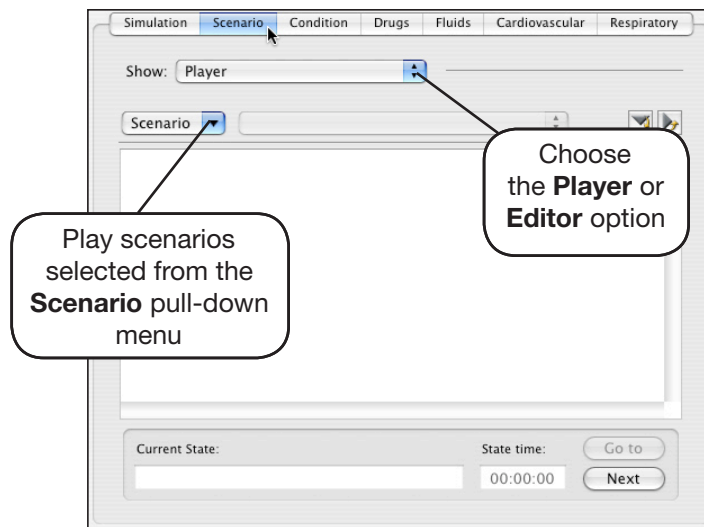 Simulation Scenario Condition Drugs Fluids Cardiovascular Respiratory
Show: Player
Scenario
Choose
the Player or
Editor option
Play scenarios
selected from the
Scenario pull-down
menu
Current State: State time: Go to
00:00:00 Next